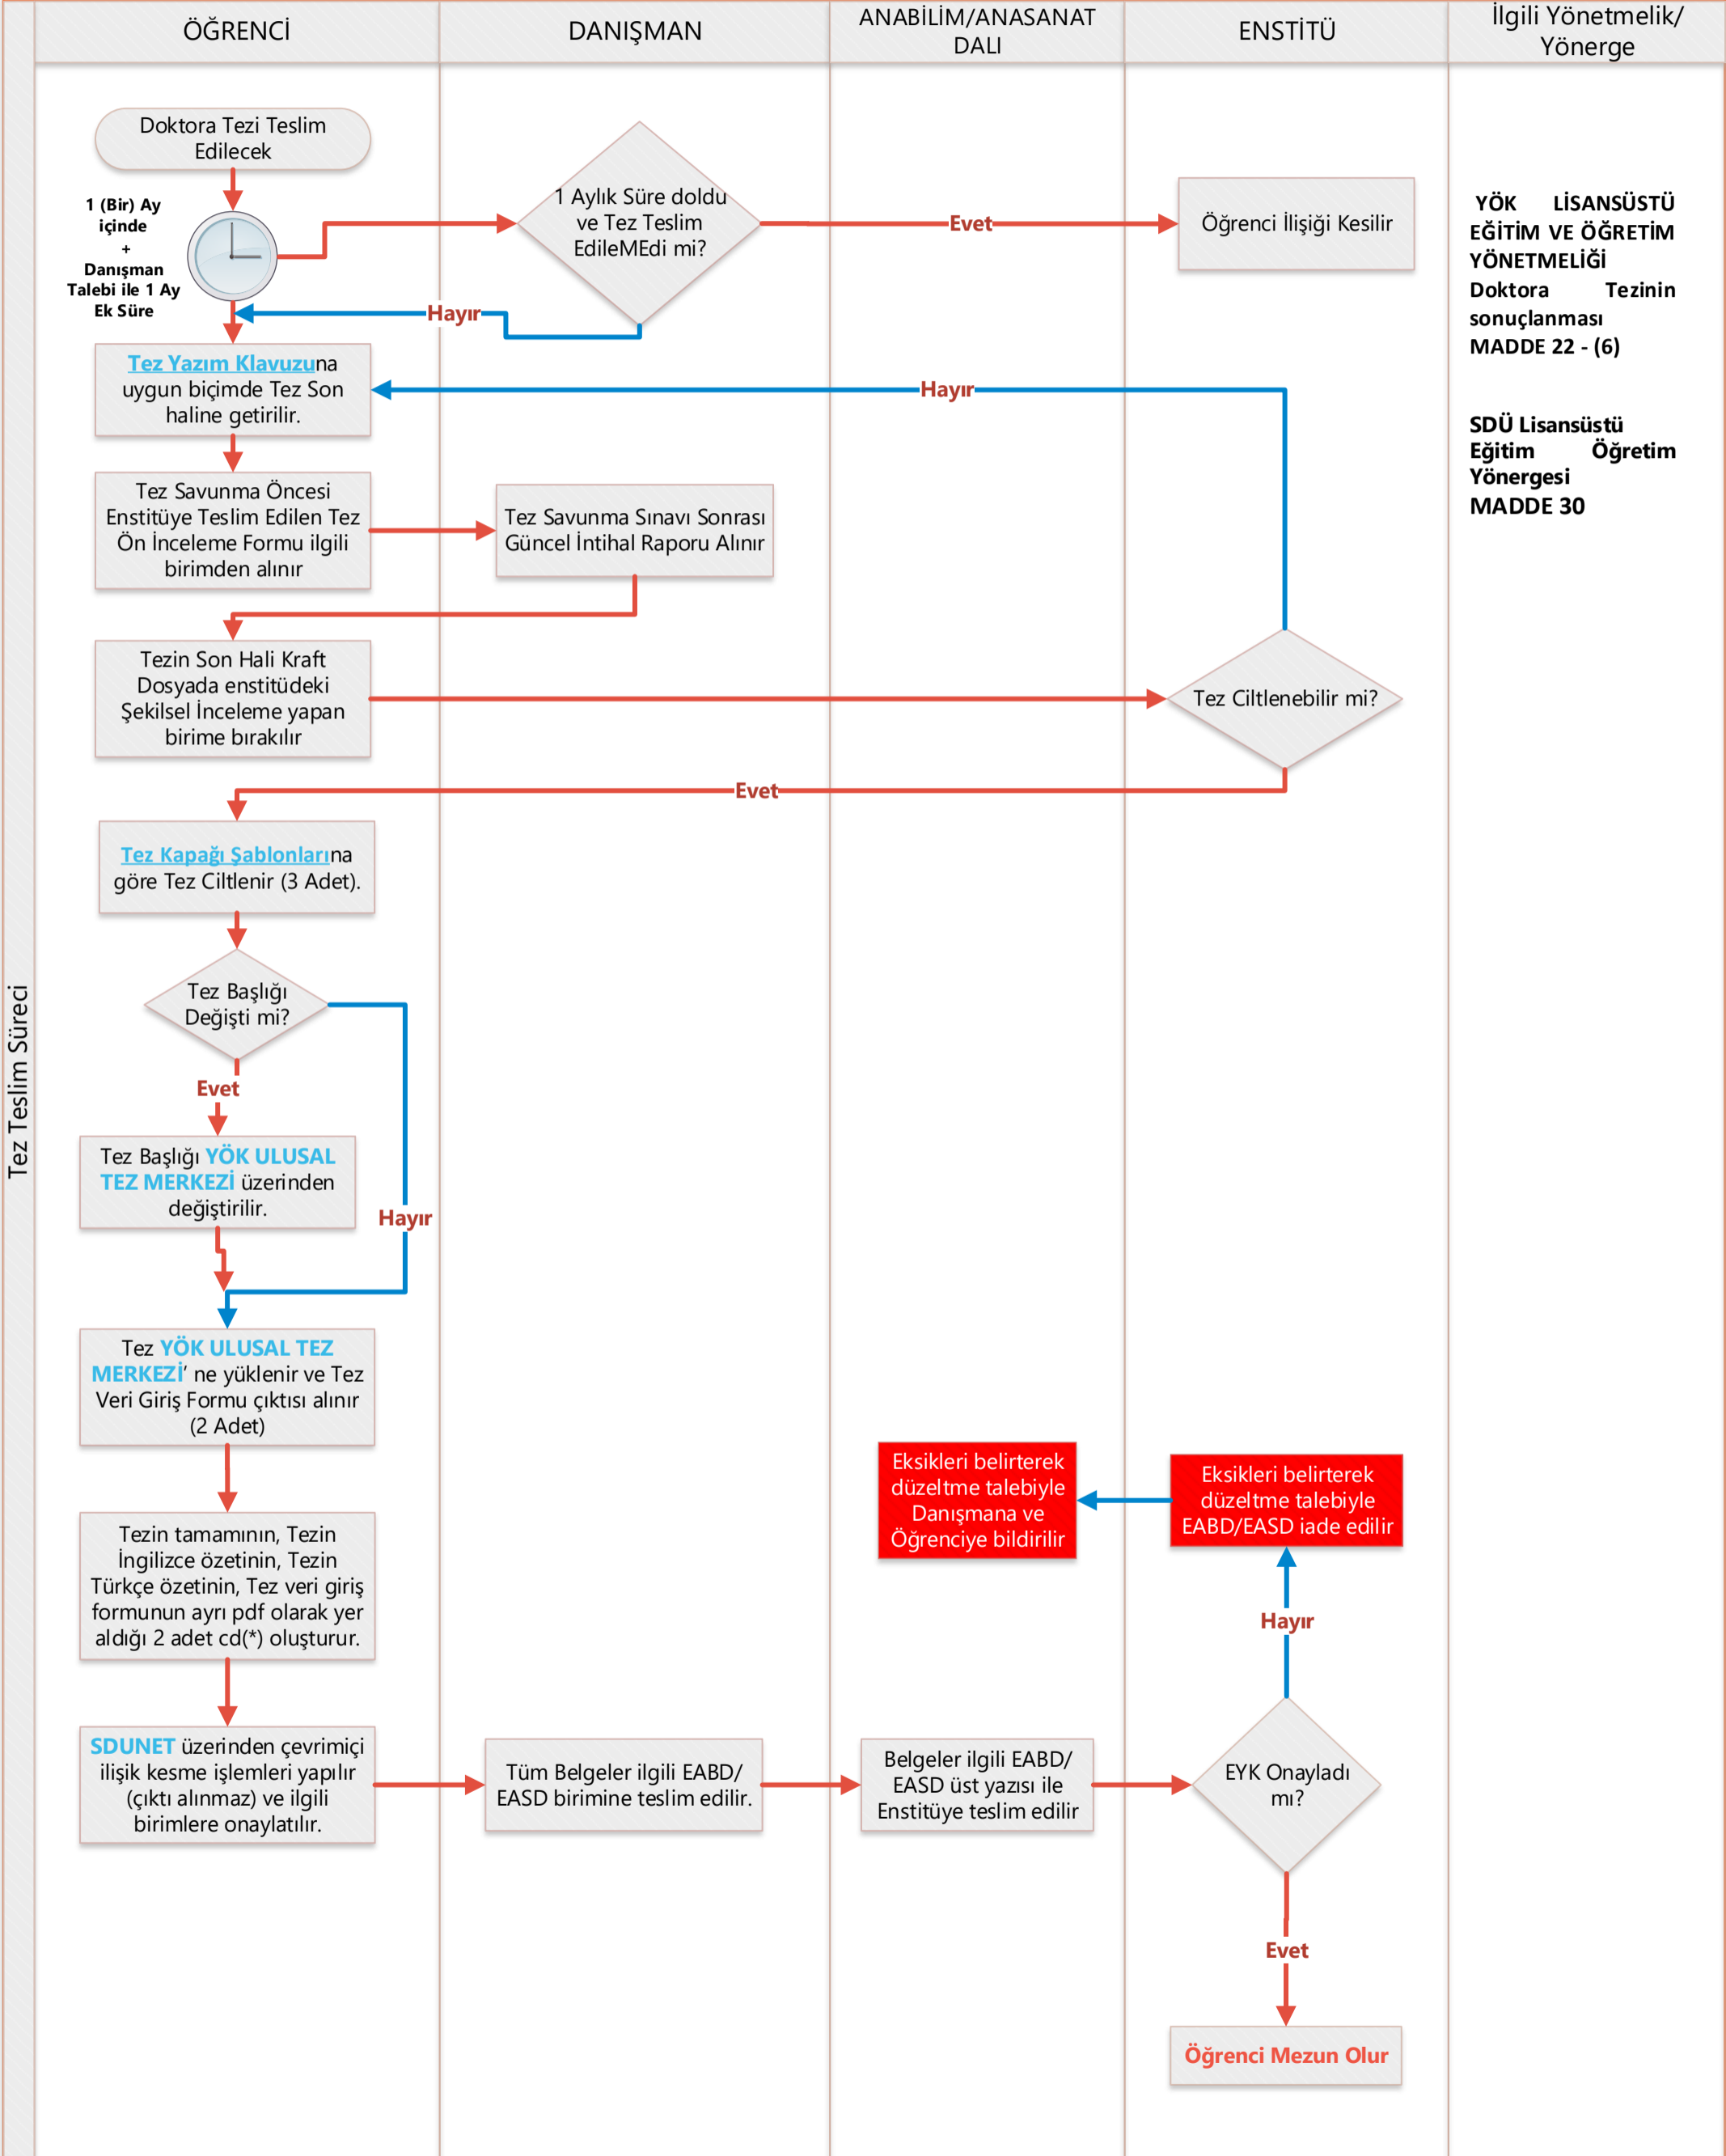 ÖĞRENCİ
DANIŞMAN
ANABİLİM/ANASANAT
DALI
ENSTİTÜ
İlgili Yönetmelik/
Yönerge
Tez Teslim Süreci
Doktora Tezi Teslim
Edilecek
1 (Bir) Ay
içinde
+
Danışman
Talebi ile 1 Ay
Ek Süre
1 Aylık Süre doldu
ve Tez Teslim
EdileMEdi mi?
Evet
Öğrenci İlişiği Kesilir
Hayır
YÖK LİSANSÜSTÜ
EĞİTİM VE ÖĞRETİM
YÖNETMELİĞİ
Doktora Tezinin
sonuçlanması
MADDE 22 - (6)
SDÜ Lisansüstü
Eğitim Öğretim
Yönergesi
MADDE 30
Tez Yazım Klavuzuna
uygun biçimde Tez Son
haline getirilir.
Hayır
Tez Savunma Öncesi
Enstitüye Teslim Edilen Tez
Ön İnceleme Formu ilgili
birimden alınır
Tez Savunma Sınavı Sonrası
Güncel İntihal Raporu Alınır
Tezin Son Hali Kraft
Dosyada enstitüdeki
Şekilsel İnceleme yapan
birime bırakılır
Tez Ciltlenebilir mi?
Evet
Tez Kapağı Şablonlarına
göre Tez Ciltlenir (3 Adet).
Tez Başlığı
Değişti mi?
Evet
Tez Başlığı YÖK ULUSAL
TEZ MERKEZİ üzerinden
değiştirilir.
Hayır
Tez YÖK ULUSAL TEZ
MERKEZİ’ ne yüklenir ve Tez
Veri Giriş Formu çıktısı alınır
(2 Adet)
Tezin tamamının, Tezin
İngilizce özetinin, Tezin
Türkçe özetinin, Tez veri giriş
formunun ayrı pdf olarak yer
aldığı 2 adet cd(*) oluşturur.
Eksikleri belirterek
düzeltme talebiyle
Danışmana ve
Öğrenciye bildirilir
Eksikleri belirterek
düzeltme talebiyle
EABD/EASD iade edilir
Hayır
SDUNET üzerinden çevrimiçi
ilişik kesme işlemleri yapılır
(çıktı alınmaz) ve ilgili
birimlere onaylatılır.
Tüm Belgeler ilgili EABD/
EASD birimine teslim edilir.
Belgeler ilgili EABD/
EASD üst yazısı ile
Enstitüye teslim edilir
EYK Onayladı
mı?
Evet
Öğrenci Mezun Olur